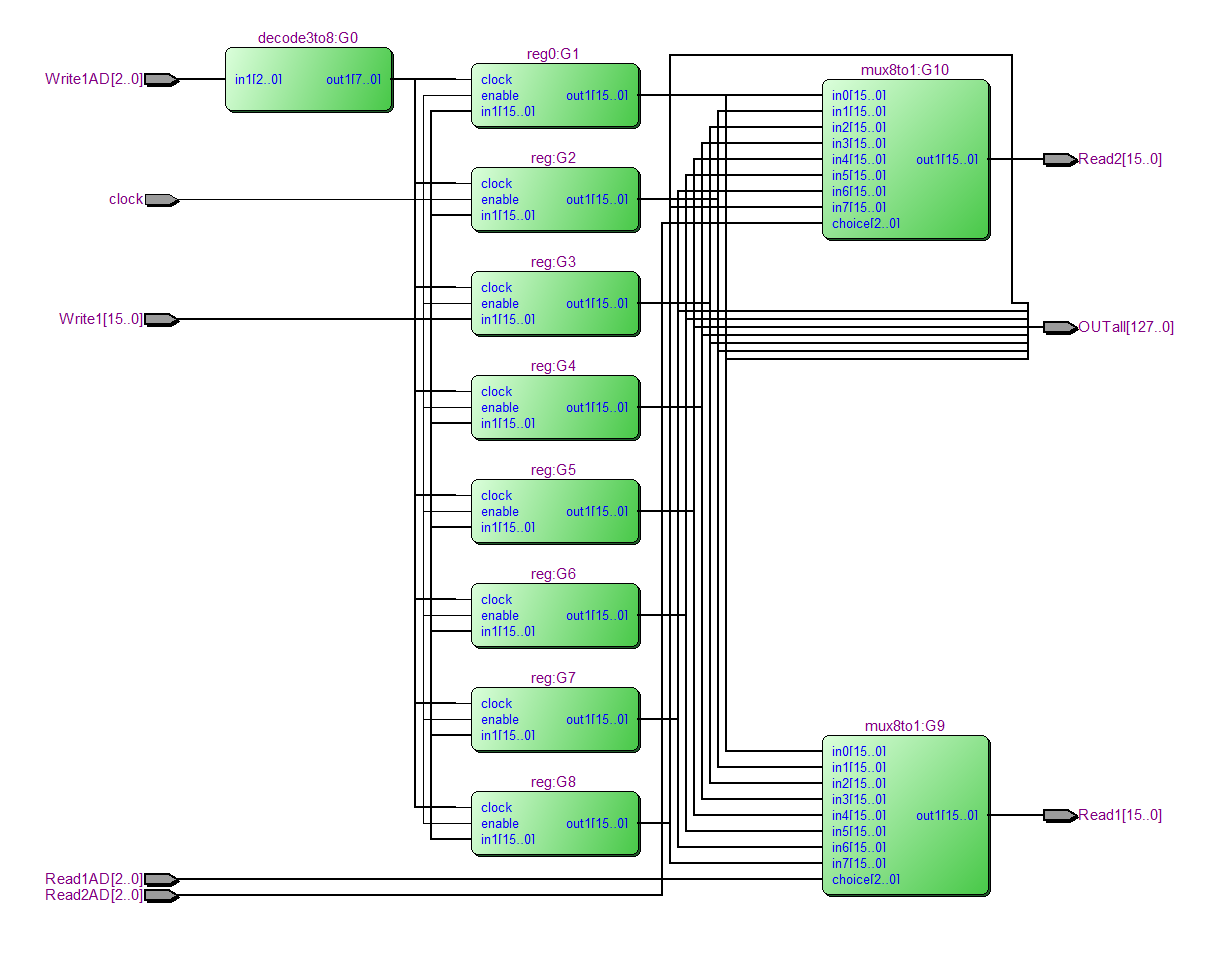 decode3to8:G0
Write1AD[2..0]
in1[2..0] out1[7..0]
clock
Write1[15..0]
Read1AD[2..0]
Read2AD[2..0]
reg0:G1
clock
enable out1[15..0]
in1[15..0]
reg:G2
clock
enable out1[15..0]
in1[15..0]
reg:G3
clock
enable out1[15..0]
in1[15..0]
reg:G4
clock
enable out1[15..0]
in1[15..0]
reg:G5
clock
enable out1[15..0]
in1[15..0]
reg:G6
clock
enable out1[15..0]
in1[15..0]
reg:G7
clock
enable out1[15..0]
in1[15..0]
reg:G8
clock
enable out1[15..0]
in1[15..0]
mux8to1:G10
in0[15..0]
in1[15..0]
in2[15..0]
in3[15..0]
in4[15..0] out1[15..0]
in5[15..0]
in6[15..0]
in7[15..0]
choice[2..0]
Read2[15..0]
OUTall[127..0]
mux8to1:G9
in0[15..0]
in1[15..0]
in2[15..0]
in3[15..0]
in4[15..0] out1[15..0]
in5[15..0]
in6[15..0]
in7[15..0]
choice[2..0]
Read1[15..0]